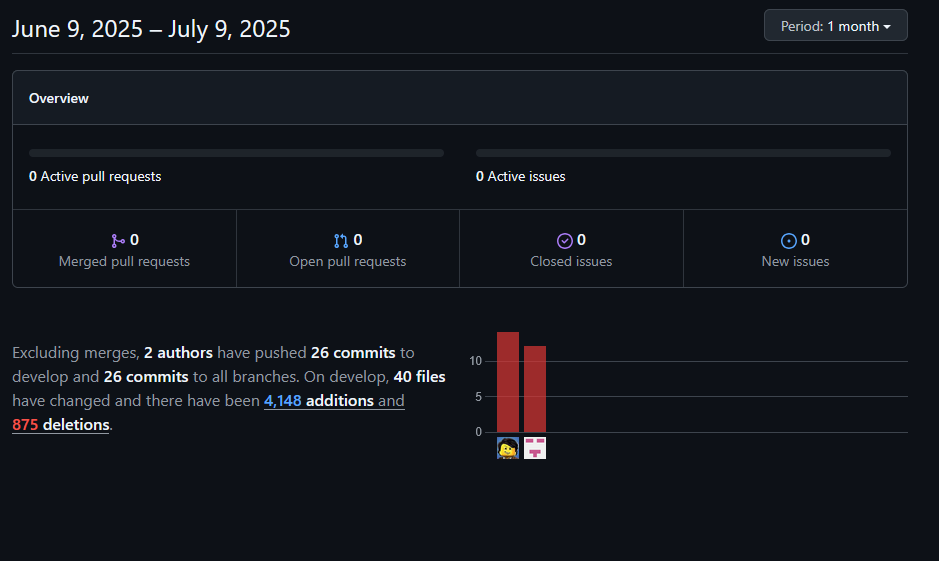 June 9, 2025 – July 9, 2025
Period: 1 month
Overview
0 Active pull requests
0 Active issues
0
Merged pull requests
0
Open pull requests
0
Closed issues
0
New issues
Excluding merges, 2 authors have pushed 26 commits to
develop and 26 commits to all branches. On develop, 40 files
have changed and there have been 4,148 additions and
875 deletions.
10
5
0